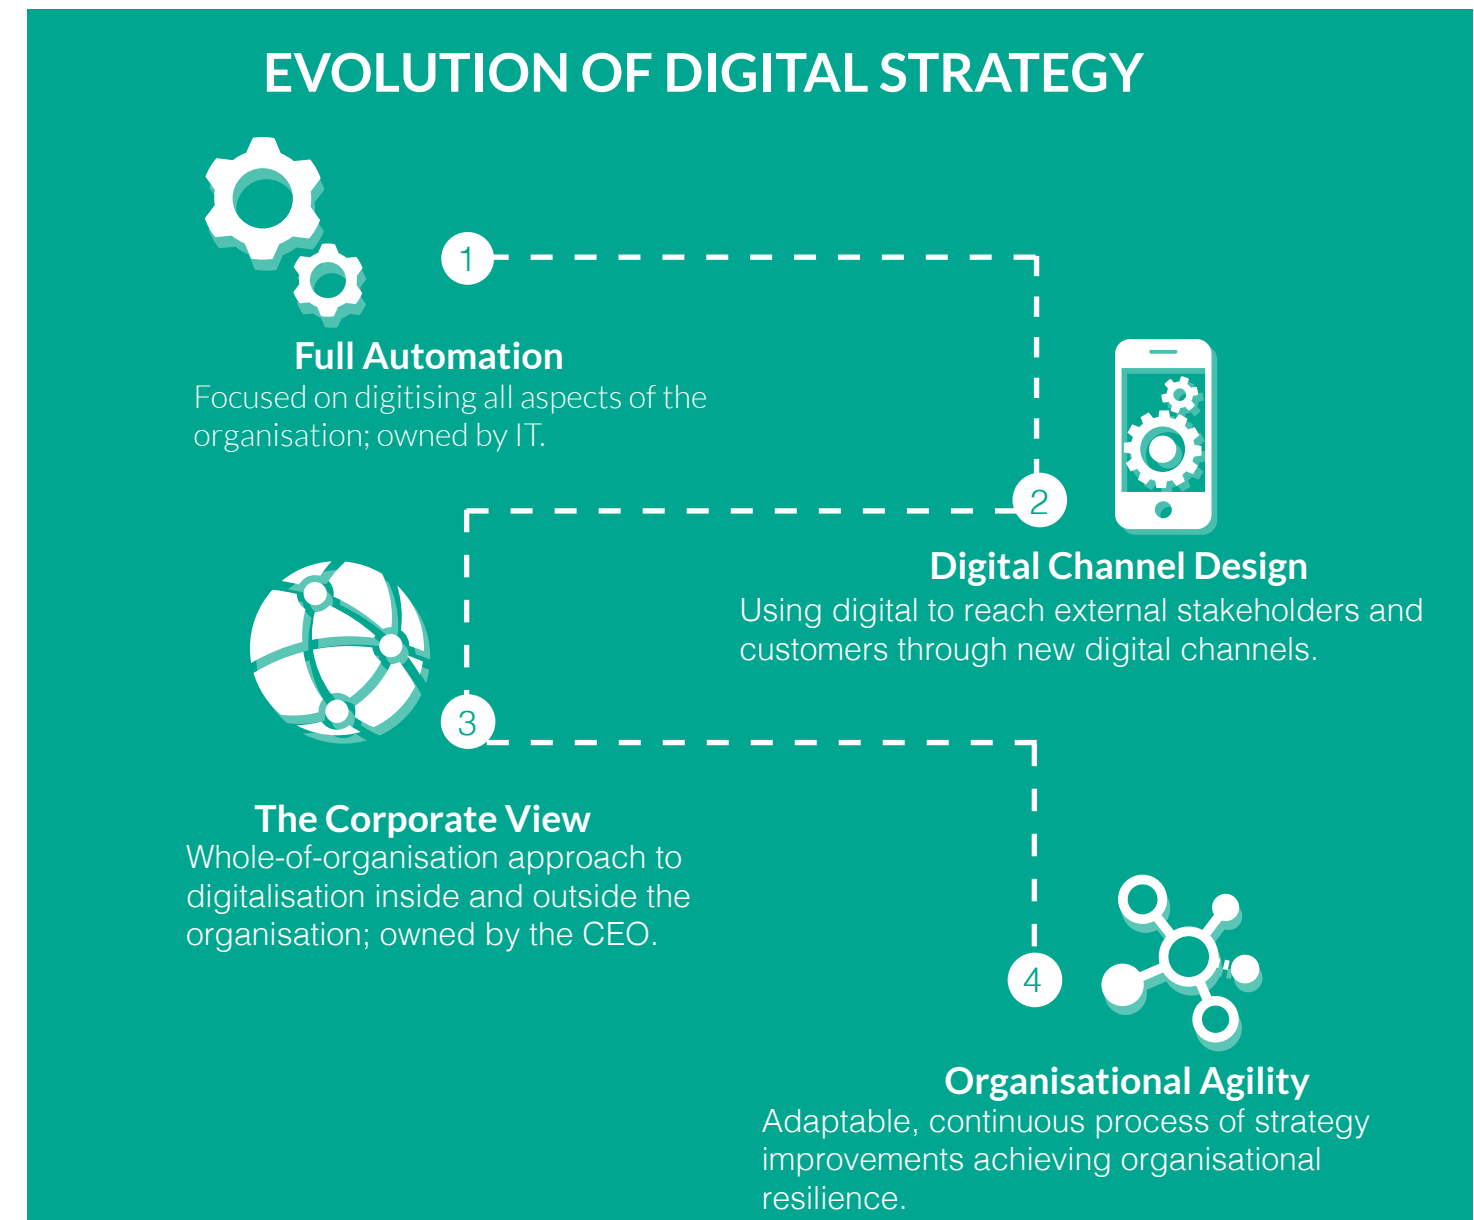 EVOLUTION OF DIGITAL STRATEGY
1
Full Automation
Focused on digitising all aspects of the
organisation; owned by IT.
2
Digital Channel Design
Using digital to reach external stakeholders and
customers through new digital channels.
3
The Corporate View
Whole-of-organisation approach to
digitalisation inside and outside the
organisation; owned by the CEO.
4
Organisational Agility
Adaptable, continuous process of strategy
improvements achieving organisational
resilience.